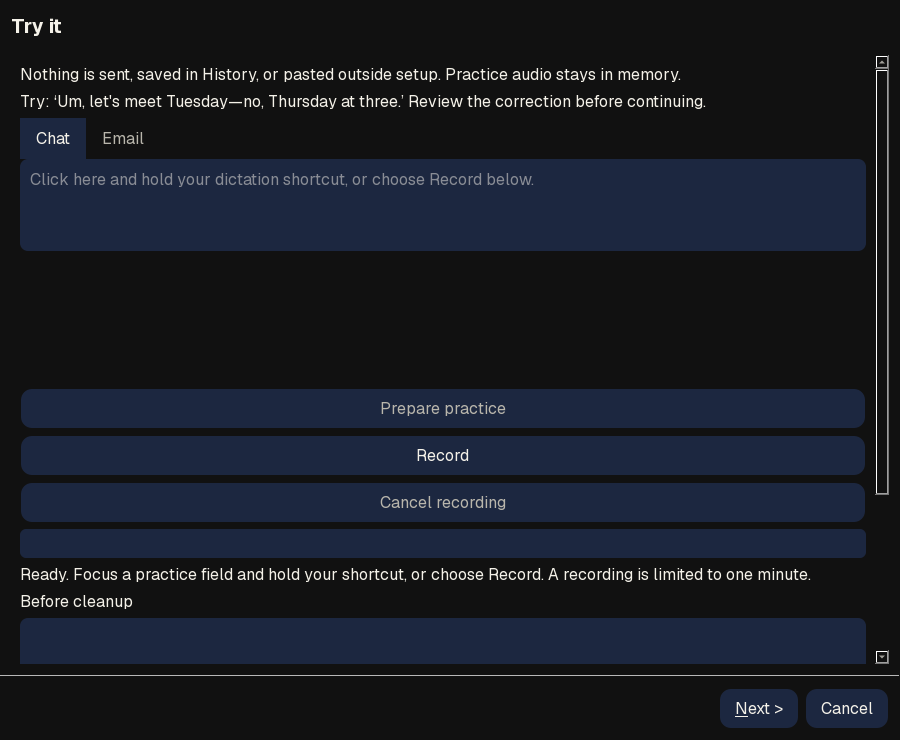 Try it
Nothing is sent, saved in History, or pasted outside setup. Practice audio stays in memory.
Try: ‘Um, let's meet Tuesday—no, Thursday at three.’ Review the correction before continuing.
Chat
Email
Click here and hold your dictation shortcut, or choose Record below.
Prepare practice
Record
Cancel recording
Ready. Focus a practice field and hold your shortcut, or choose Record. A recording is limited to one minute.
Before cleanup
Next >
Cancel